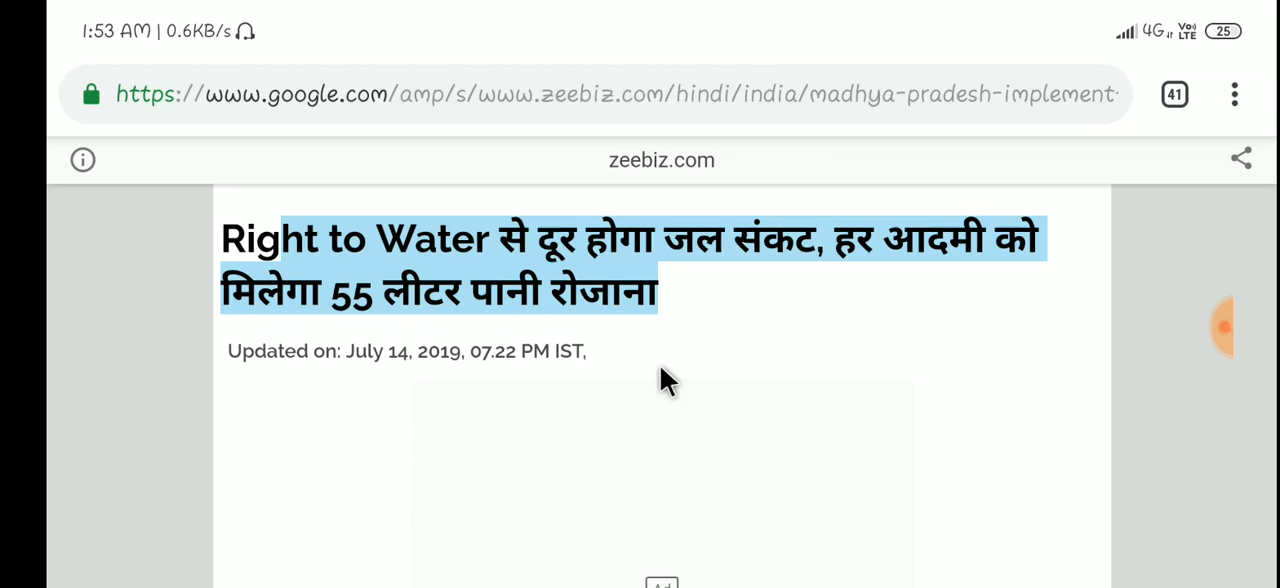 1:53 AM | 0.6KB/s 4G VoLTE 25
https://www.google.com/amp/s/www.zeebiz.com/hindi/india/madhya-pradesh-implement- 41
zeebiz.com
Right to Water से दूर होगा जल संकट, हर आदमी को
मिलेगा 55 लीटर पानी रोजाना
Updated on: July 14, 2019, 07.22 PM IST,
Ad